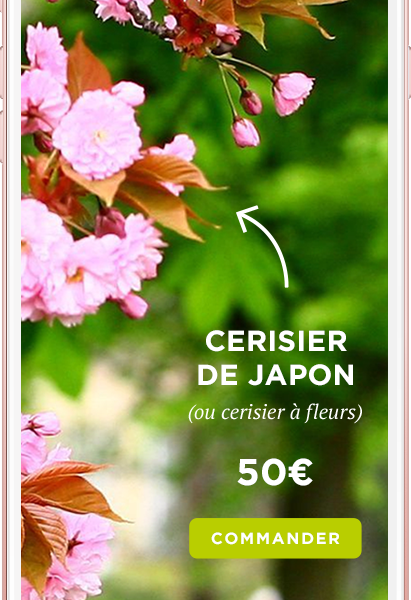 CERISIER
DE JAPON
(ou cerisier à fleurs)
50€
COMMANDER